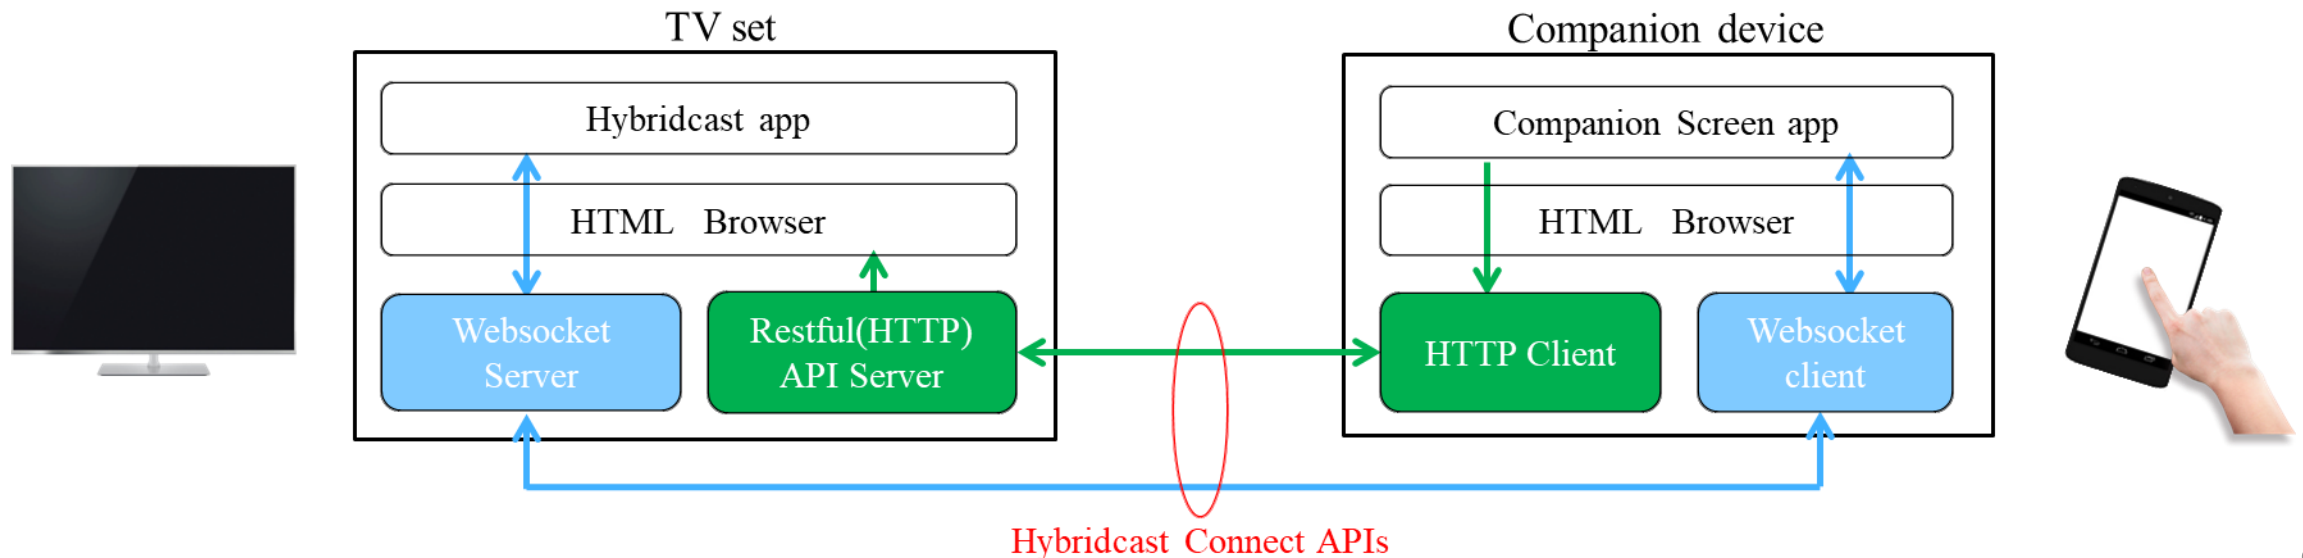 TV set
Hybridcast app
HTML Browser
Websocket
Server
Restful(HTTP)
API Server
Companion device
Companion Screen app
HTML Browser
HTTP Client
Websocket
client
Hybridcast Connect APIs